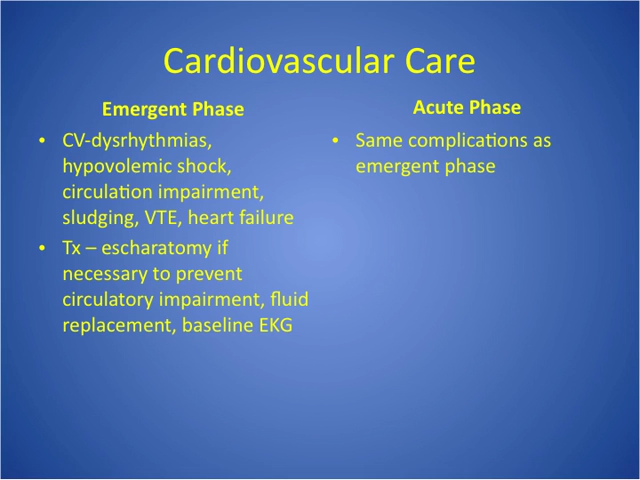 Cardiovascular Care
Emergent Phase
• CV-dysrhythmias,
hypovolemic shock,
circulation impairment,
sludging, VTE, heart failure
• Tx – escharatomy if
necessary to prevent
circulatory impairment, fluid
replacement, baseline EKG
Acute Phase
• Same complications as
emergent phase